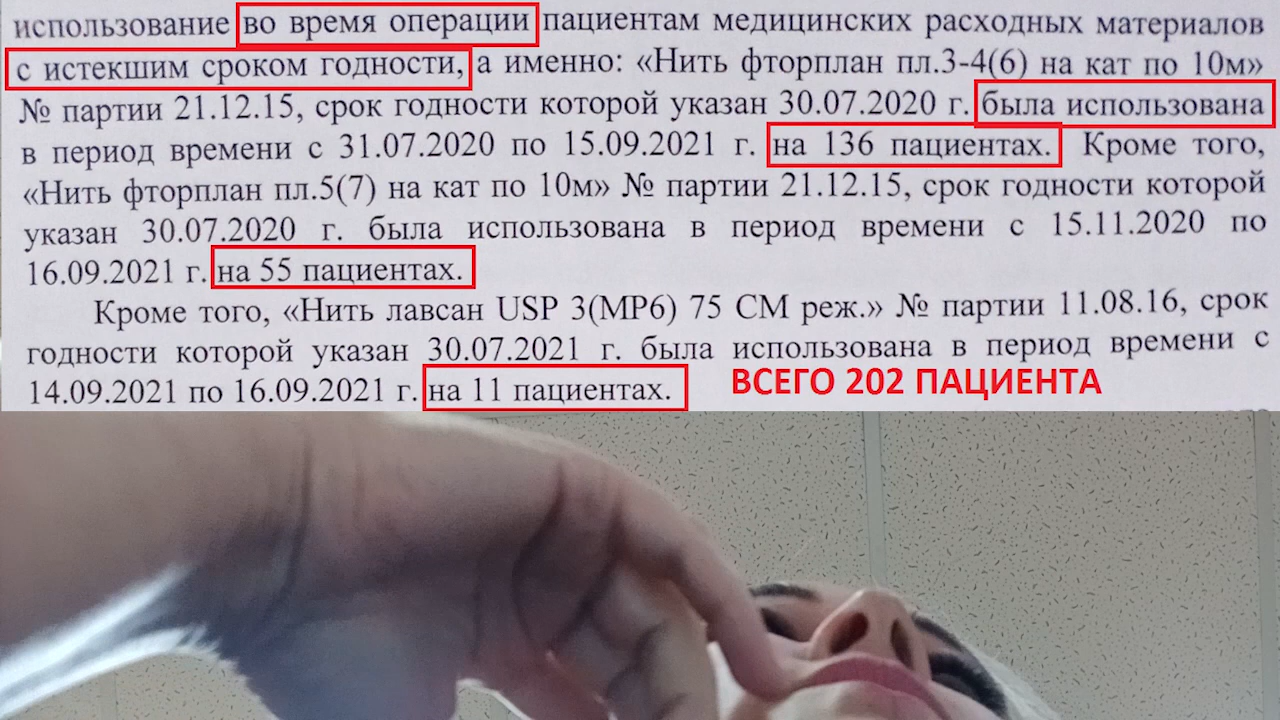 использование во время операции пациентам медицинских расходных материалов
с истекшим сроком годности, а именно: «Нить фторплан пл.3-4(6) на кат по 10м»
№ партии 21.12.15, срок годности которой указан 30.07.2020 г. была использована
в период времени с 31.07.2020 по 15.09.2021 г. на 136 пациентах. Кроме того,
«Нить фторплан пл.5(7) на кат по 10м» № партии 21.12.15, срок годности которой
указан 30.07.2020 г. была использована в период времени с 15.11.2020 по
16.09.2021 г. на 55 пациентах.
Кроме того, «Нить лавсан USP 3(МР6) 75 СМ реж.» № партии 11.08.16, срок
годности которой указан 30.07.2021 г. была использована в период времени с
14.09.2021 по 16.09.2021 г. на 11 пациентах.
ВСЕГО 202 ПАЦИЕНТА